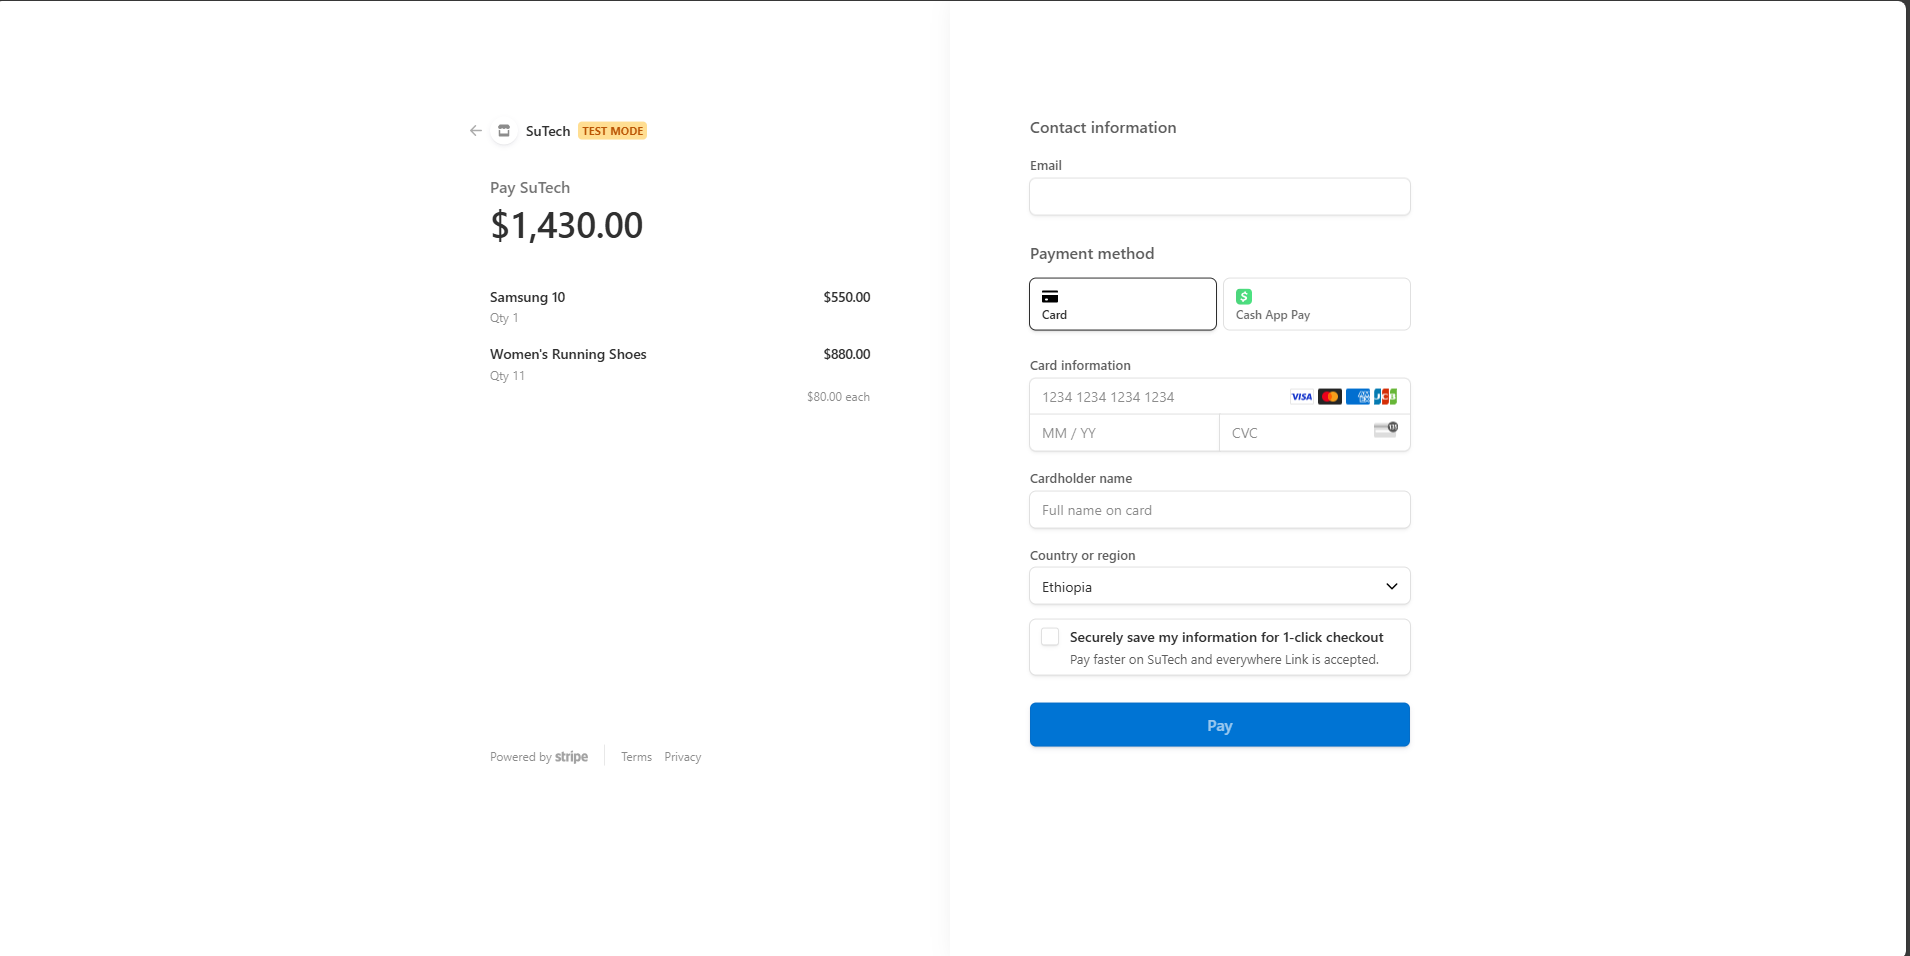 SuTech TEST MODE
Pay SuTech
$1,430.00
Samsung 10 $550.00
Qty 1
Women's Running Shoes $880.00
Qty 11
$80.00 each
Powered by stripe Terms Privacy
Contact information
Email
Payment method
Card
$ Cash App Pay
Card information
1234 1234 1234 1234 VISA AMEX JCB
MM / YY CVC 131
Cardholder name
Full name on card
Country or region
Ethiopia
Securely save my information for 1-click checkout
Pay faster on SuTech and everywhere Link is accepted.
Pay